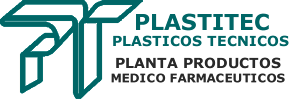 PLASTITEC
PLASTICOS TECNICOS
PLANTA PRODUCTOS
MEDICO FARMACEUTICOS